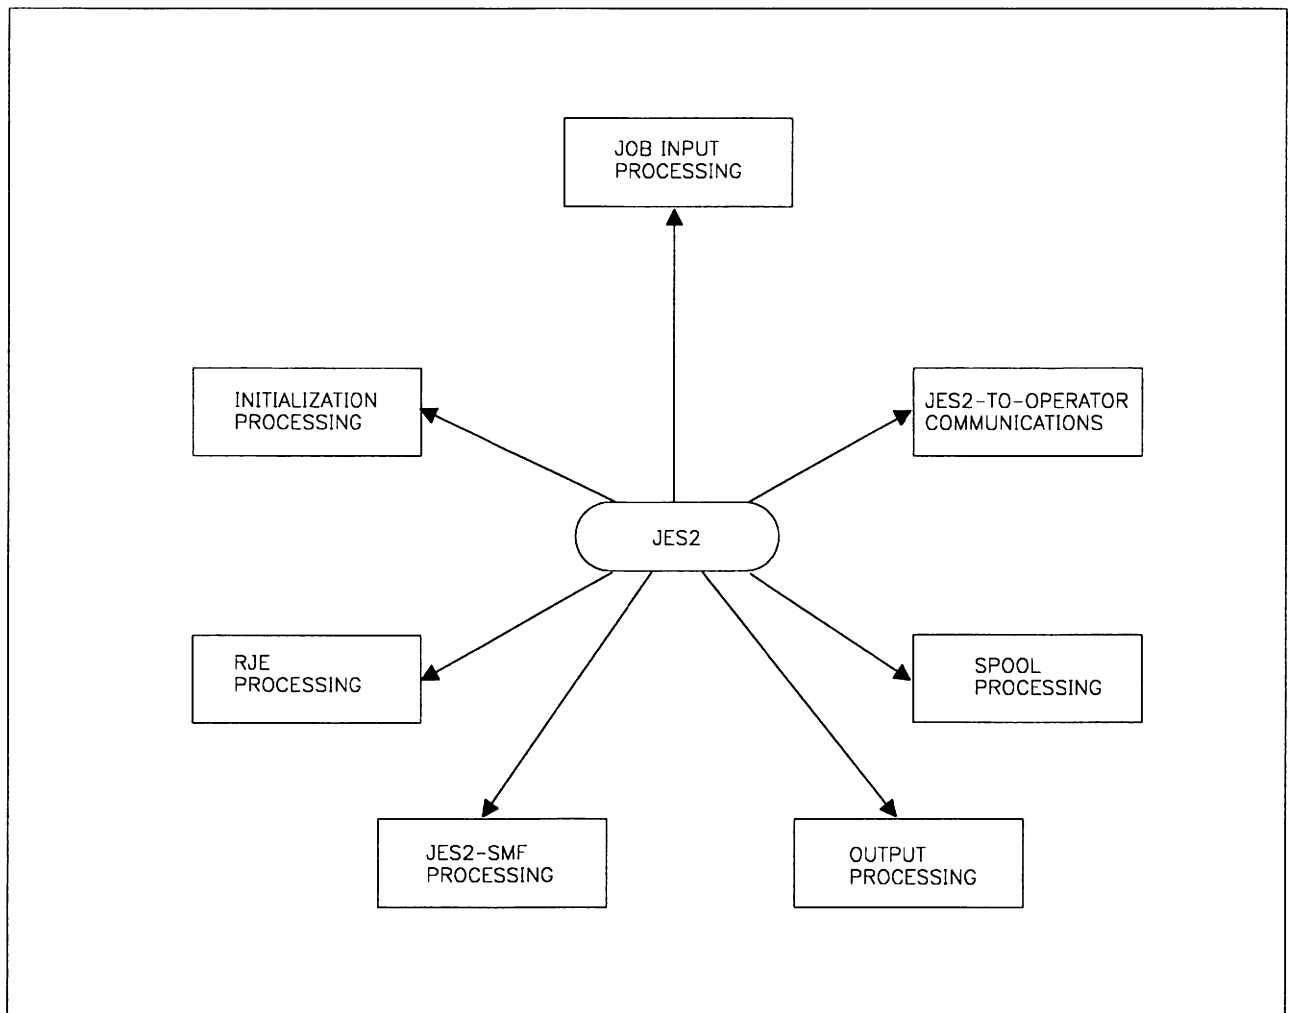 JOB INPUT
PROCESSING
INITIALIZATION
PROCESSING
JES2-TO-OPERATOR
COMMUNICATIONS
JES2
RJE
PROCESSING
SPOOL
PROCESSING
JES2-SMF
PROCESSING
OUTPUT
PROCESSING